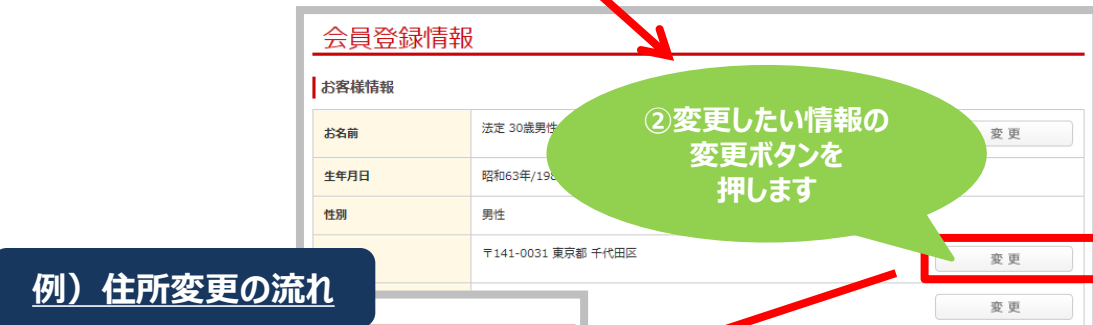 会員登録情報
お客様情報
お名前
法定 30歳男性
変更
②変更したい情報の
変更ボタンを
押します
生年月日
昭和63年/198
性別
男性
〒141-0031 東京都 千代田区
変更
例）住所変更の流れ
変更